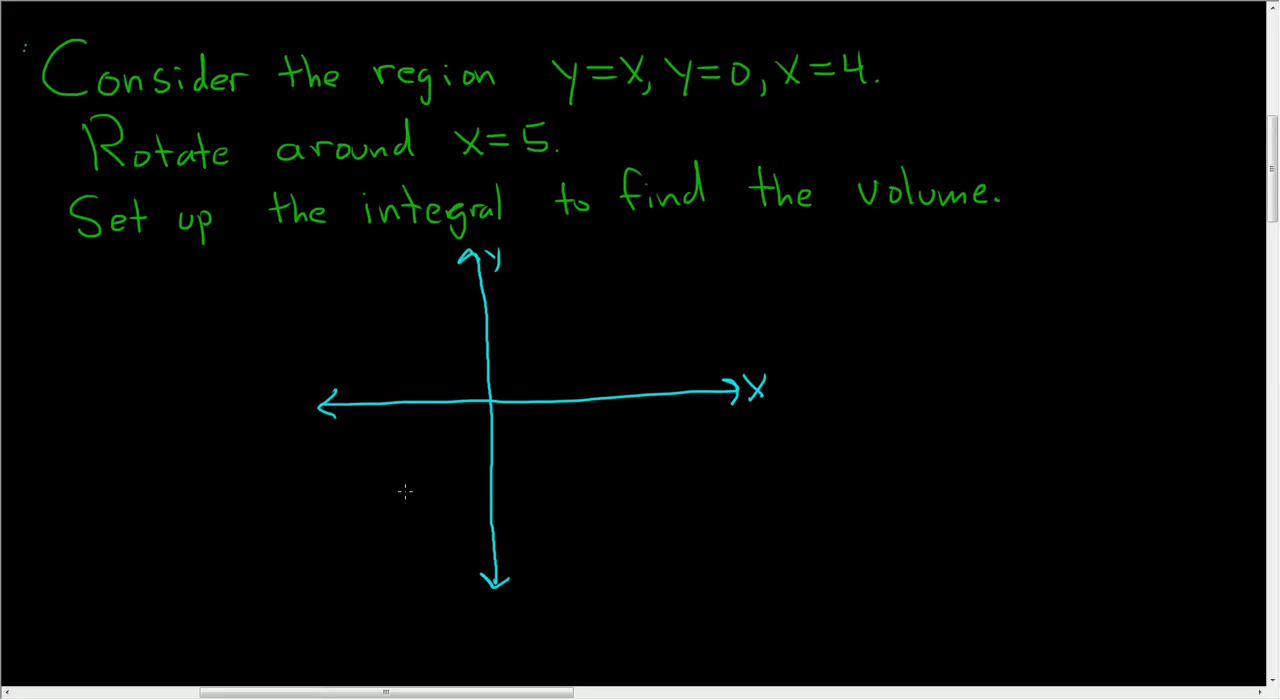 Consider the region y=x, y=0, x=4.
Rotate around x=5.
Set up the integral to find the volume.
y
x